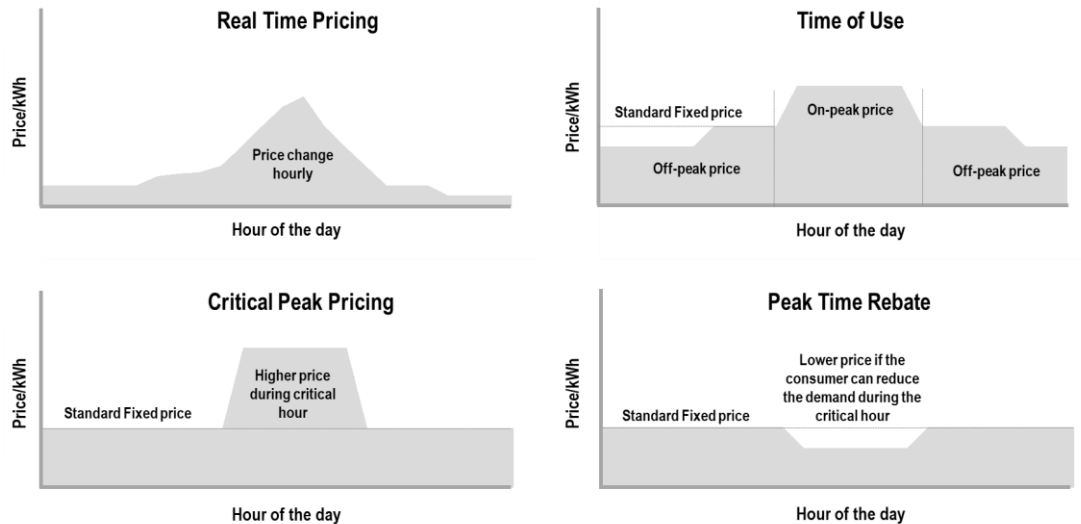 Real Time Pricing
Price/kWh
Price change
hourly
Hour of the day
Time of Use
Price/kWh
Standard Fixed price
On-peak price
Off-peak price
Off-peak price
Hour of the day
Critical Peak Pricing
Price/kWh
Higher price
during critical
hour
Standard Fixed price
Hour of the day
Peak Time Rebate
Price/kWh
Lower price if the
consumer can reduce
the demand during the
critical hour
Standard Fixed price
Hour of the day